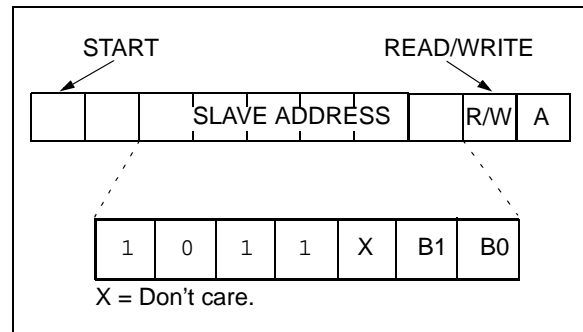 START READ/WRITE
SLAVE ADDRESS R/W A
1 0 1 1 X B1 B0
X = Don't care.